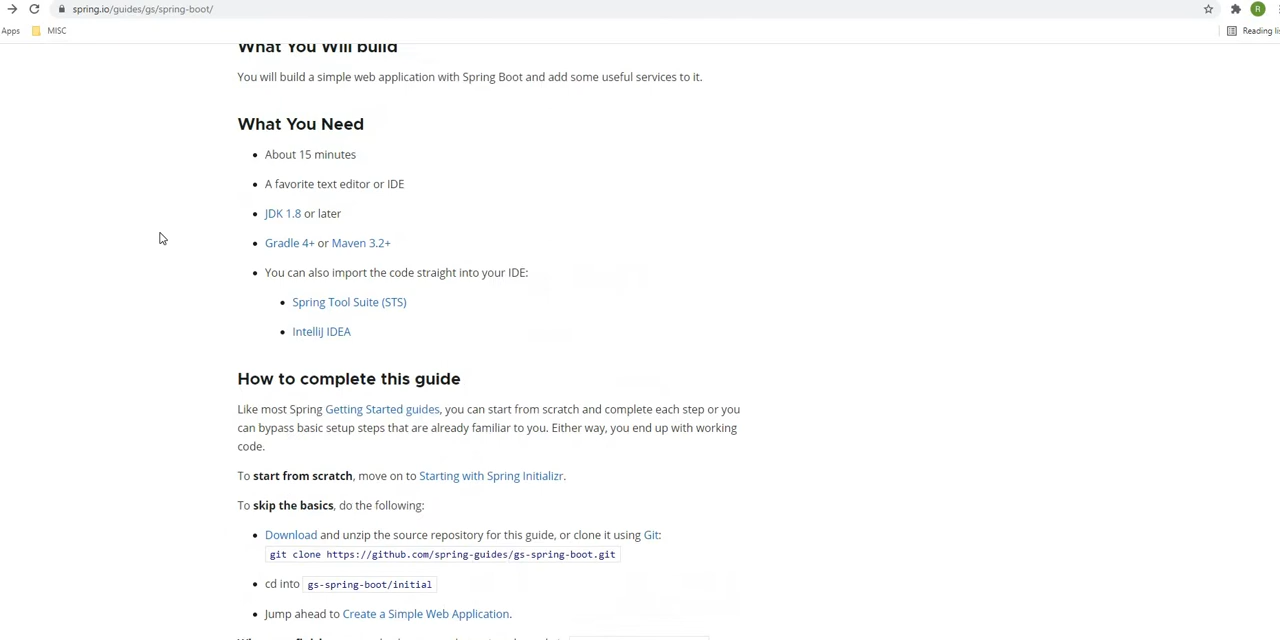 spring.io/guides/gs/spring-boot/
R
Apps MISC Reading
What You Will build
You will build a simple web application with Spring Boot and add some useful services to it.
What You Need
About 15 minutes
A favorite text editor or IDE
JDK 1.8 or later
Gradle 4+ or Maven 3.2+
You can also import the code straight into your IDE:
Spring Tool Suite (STS)
IntelliJ IDEA
How to complete this guide
Like most Spring Getting Started guides, you can start from scratch and complete each step or you
can bypass basic setup steps that are already familiar to you. Either way, you end up with working
code.
To start from scratch, move on to Starting with Spring Initializr.
To skip the basics, do the following:
Download and unzip the source repository for this guide, or clone it using Git:
git clone https://github.com/spring-guides/gs-spring-boot.git
cd into gs-spring-boot/initial
Jump ahead to Create a Simple Web Application.